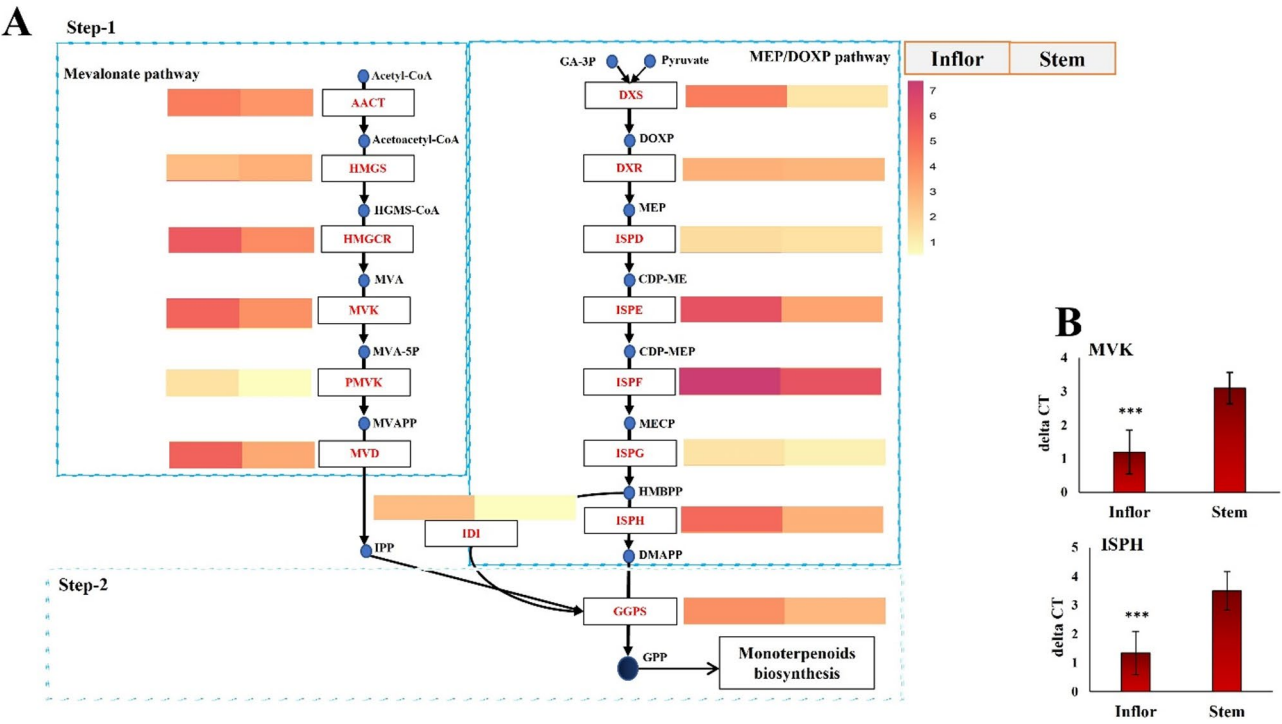 A
Step-1
Mevalonate pathway
Acetyl-CoA
AACT
Acetoacetyl-CoA
HMGS
HGMS-CoA
HMGCR
MVA
MVK
MVA-5P
PMVK
MVAPP
MVD
IPP
IDI
MEP/DOXP pathway
GA-3P
Pyruvate
DXS
DOXP
DXR
MEP
ISPD
CDP-ME
ISPE
CDP-MEP
ISPF
MECP
ISPG
HMBPP
ISPH
DMAPP
Step-2
GGPS
GPP
Monoterpenoids
biosynthesis
Inflor Stem
7
6
5
4
3
2
1
B
MVK
delta CT
4
3
2
1
0
***
Inflor Stem
ISPH
delta CT
5
4
3
2
1
0
***
Inflor Stem